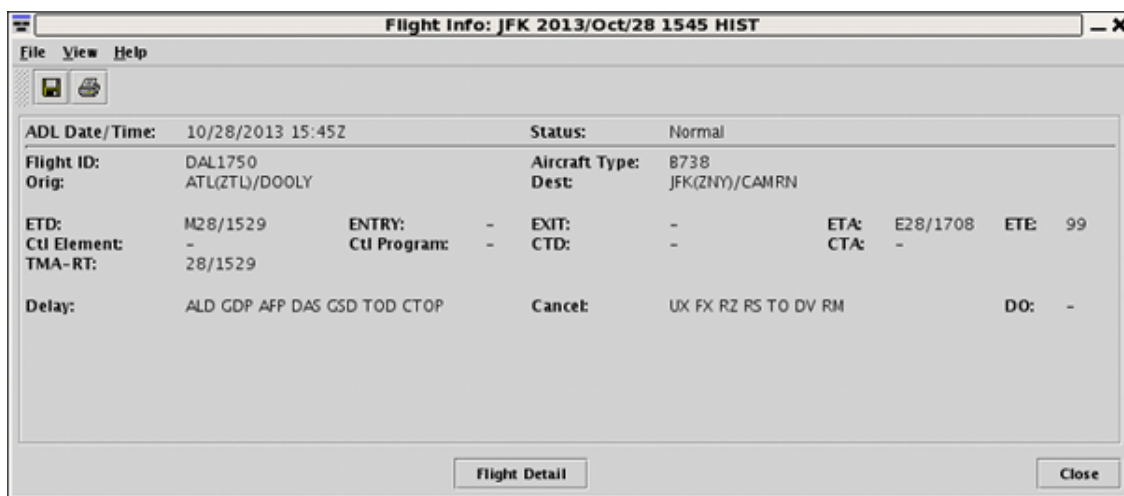 Flight Info: JFK 2013/Oct/28 1545 HIST
File View Help
ADL Date/Time: 10/28/2013 15:45Z Status: Normal
Flight ID: DAL1750 Aircraft Type: B738
Orig: ATL(ZTL)/DOOLY Dest: JFK(ZNY)/CAMRN
ETD: M28/1529 ENTRY: - EXIT: - ETA: E28/1708 ETE: 99
Ctl Element: - Ctl Program: - CTD: - CTA: -
TMA-RT: 28/1529
Delay: ALD GDP AFP DAS GSD TOD CTOP Cancel: UX FX RZ RS TO DV RM DO: -
Flight Detail Close